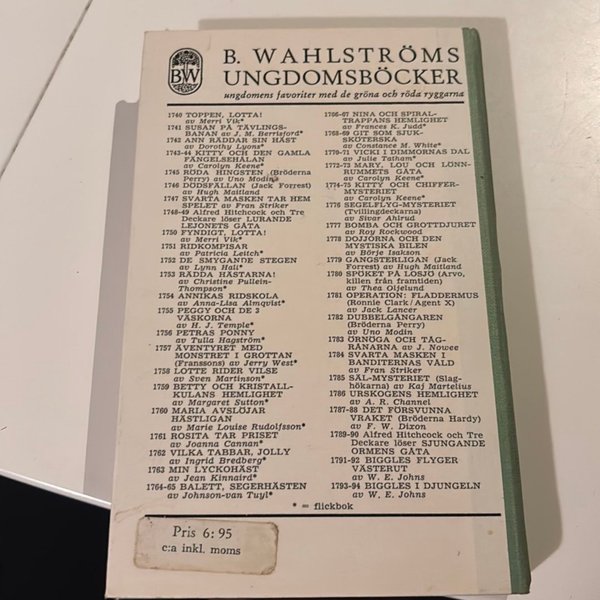 BW
B. WAHLSTRÖMS
UNGDOMSBÖCKER
ungdomens favoriter med de gröna och röda ryggarna
1740 TOPPEN, LOTTA!
av Merri Vik*
1741 SUSAN PÅ TÄVLINGS-
BANAN av J. M. Berrisford*
1742 ANN RÄDDAR SIN HÄST
av Dorothy Lyons*
1743-44 KITTY OCH DEN GAMLA
FÄNGELSEHÅLAN
av Carolyn Keene*
1745 RÖDA HINGSTEN (Bröderna
Perry) av Uno Modin
1746 DÖDSFÄLLAN (Jack Forrest)
av Hugh Maitland
1747 SVARTA MASKEN TAR HEM
SPELET av Fran Striker
1748-49 Alfred Hitchcock och Tre
Deckare löser LURANDE
LEJONETS GÅTA
1750 FYNDIGT, LOTTA!
av Merri Vik*
1751 RIDKOMPISAR
av Patricia Leitch*
1752 DE SMYGANDE STEGEN
av Lynn Hall*
1753 RÄDDA HÄSTARNA!
av Christine Pullein-
Thompson*
1754 ANNIKAS RIDSKOLA
av Anna-Lisa Almqvist*
1755 PEGGY OCH DE 3
VÄSKORNA
av H. J. Temple*
1756 PETRAS PONNY
av Tulla Hagström*
1757 ÄVENTYRET MED
MONSTRET I GROTTAN
(Franssons) av Jerry West*
1758 LOTTE RIDER VILSE
av Sven Martinson*
1759 BETTY OCH KRISTALL-
KULANS HEMLIGHET
av Margaret Sutton*
1760 MARIA AVSLÖJAR
HÄSTLIGAN
av Marie Louise Rudolfsson*
1761 ROSITA TAR PRISET
av Joanna Cannan*
1762 VILKA TABBAR, JOLLY
av Ingrid Bredberg*
1763 MIN LYCKOHÄST
av Jean Kinnaird*
1764-65 BALETT, SEGERHÄSTEN
av Johnson-van Tuyl*
1766-67 NINA OCH SPIRAL-
TRAPPANS HEMLIGHET
av Frances K. Judd*
1768-69 GIT SOM SJUK-
SKÖTERSKA
av Constance M. White*
1770-71 VICKI I DIMMORNAS DAL
av Julie Tatham*
1772-73 MARY, LOU OCH LÖNN-
RUMMETS GÅTA
av Carolyn Keene*
1774-75 KITTY OCH CHIFFER-
MYSTERIET
av Carolyn Keene*
1776 SEGELFLYG-MYSTERIET
(Tvillingdeckarna)
av Sivar Ahlrud
1777 BOMBA OCH GROTTDJURET
av Roy Rockwood
1778 DOJJORNA OCH DEN
MYSTISKA BILEN
av Börje Isakson
1779 GANGSTERLIGAN (Jack
Forrest) av Hugh Maitland
1780 SPÖKET PÅ LOSJÖ (Arvo,
killen från framtiden)
av Thea Oljelund
1781 OPERATION: FLADDERMUS
(Ronnie Clark/Agent X)
av Jack Lancer
1782 DUBBELGÅNGAREN
(Bröderna Perry)
av Uno Modin
1783 ÖRNÖGA OCH TÅG-
RÅNARNA av J. Nowee
1784 SVARTA MASKEN I
BANDITERNAS VÅLD
av Fran Striker
1785 SÄL-MYSTERIET (Slag-
hökarna) av Kaj Martelius
1786 URSKOGENS HEMLIGHET
av A. R. Channel
1787-88 DET FÖRSVUNNA
VRAKET (Bröderna Hardy)
av F. W. Dixon
1789-90 Alfred Hitchcock och Tre
Deckare löser SJUNGANDE
ORMENS GÅTA
1791-92 BIGGLES FLYGER
VÄSTERUT
av W. E. Johns
1793-94 BIGGLES I DJUNGELN
av W. E. Johns
* = flickbok
Pris 6:95
c:a inkl. moms